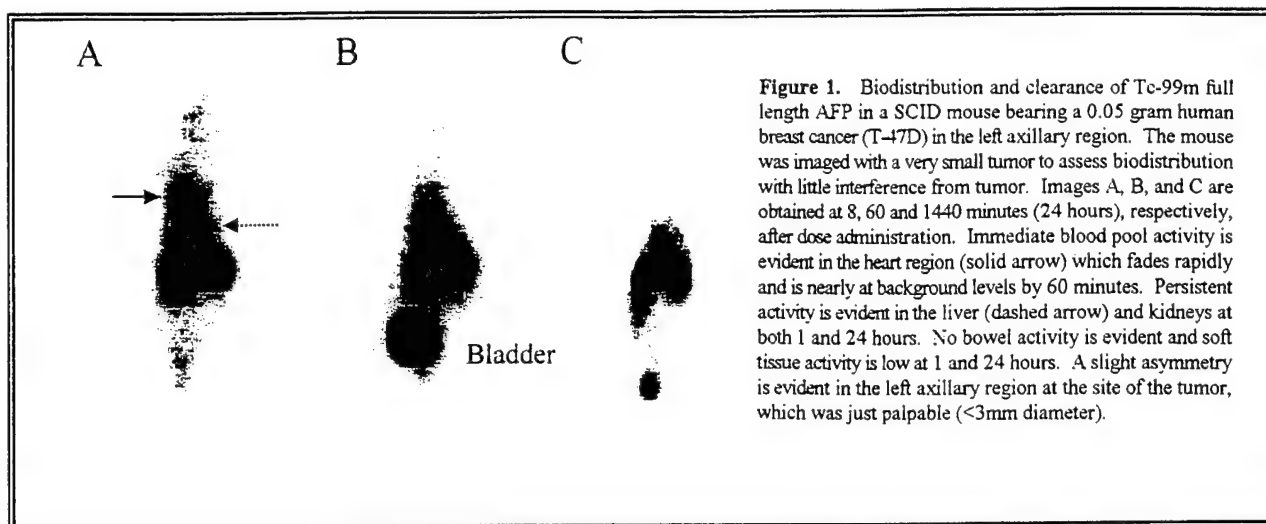 A
B
C
Bladder
Figure 1. Biodistribution and clearance of Tc-99m full
length AFP in a SCID mouse bearing a 0.05 gram human
breast cancer (T-47D) in the left axillary region. The mouse
was imaged with a very small tumor to assess biodistribution
with little interference from tumor. Images A, B, and C are
obtained at 8, 60 and 1440 minutes (24 hours), respectively,
after dose administration. Immediate blood pool activity is
evident in the heart region (solid arrow) which fades rapidly
and is nearly at background levels by 60 minutes. Persistent
activity is evident in the liver (dashed arrow) and kidneys at
both 1 and 24 hours. No bowel activity is evident and soft
tissue activity is low at 1 and 24 hours. A slight asymmetry
is evident in the left axillary region at the site of the tumor,
which was just palpable (<3mm diameter).